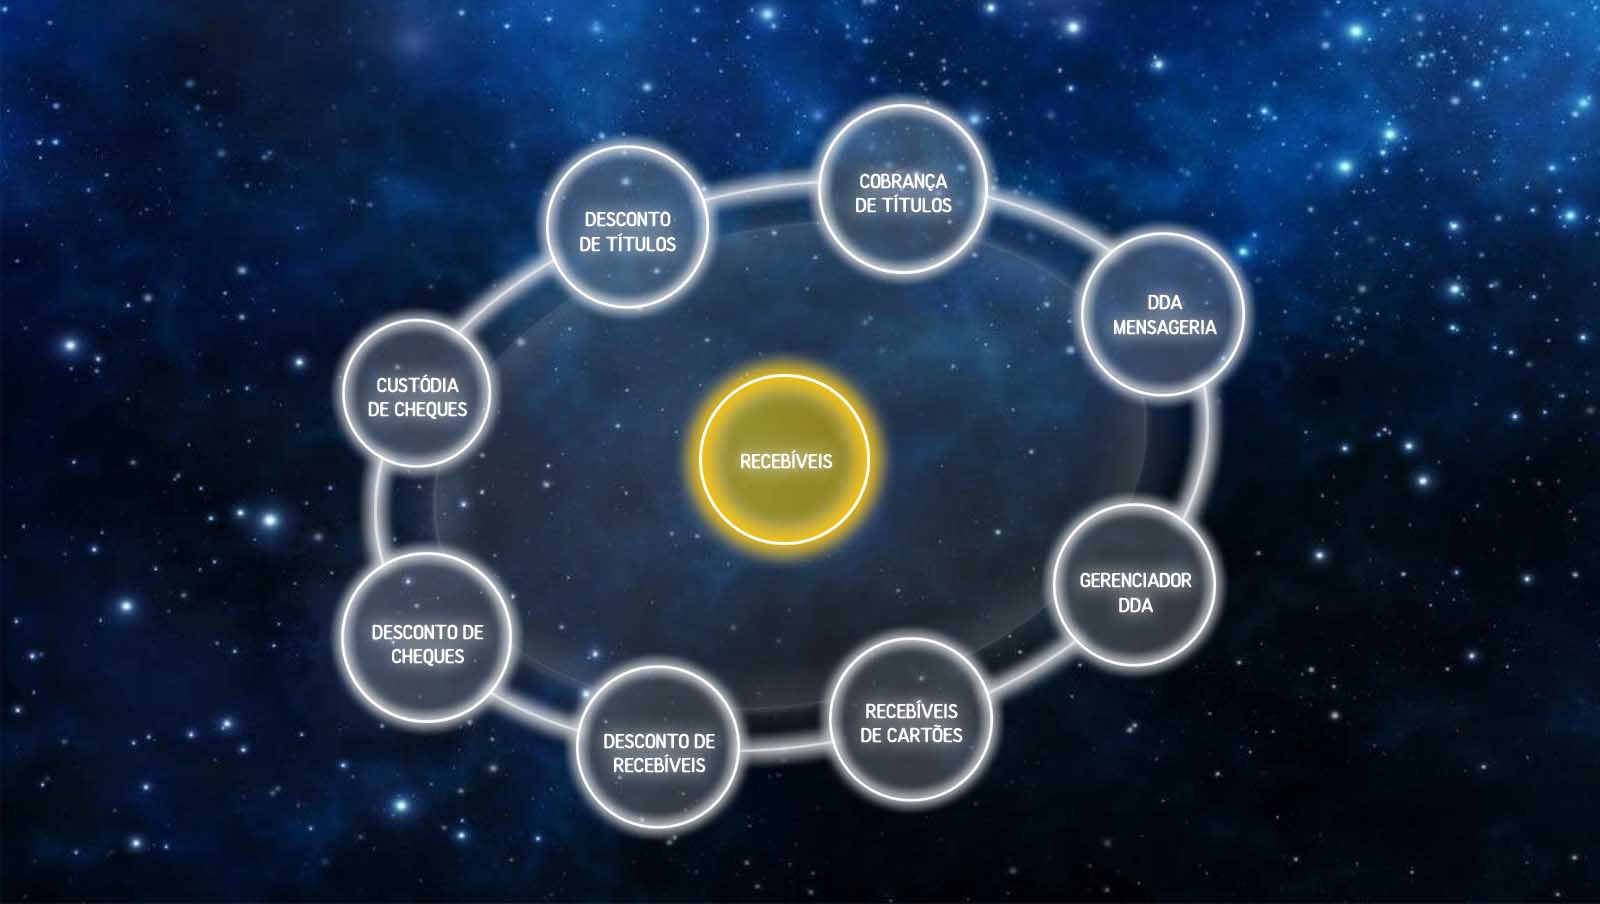 COBRANÇA
DE TÍTULOS
DESCONTO
DE TÍTULOS
DDA
MENSAGERIA
CUSTÓDIA
DE CHEQUES
RECEBÍVEIS
GERENCIADOR
DDA
DESCONTO DE
CHEQUES
RECEBÍVEIS
DE CARTÕES
DESCONTO DE
RECEBÍVEIS